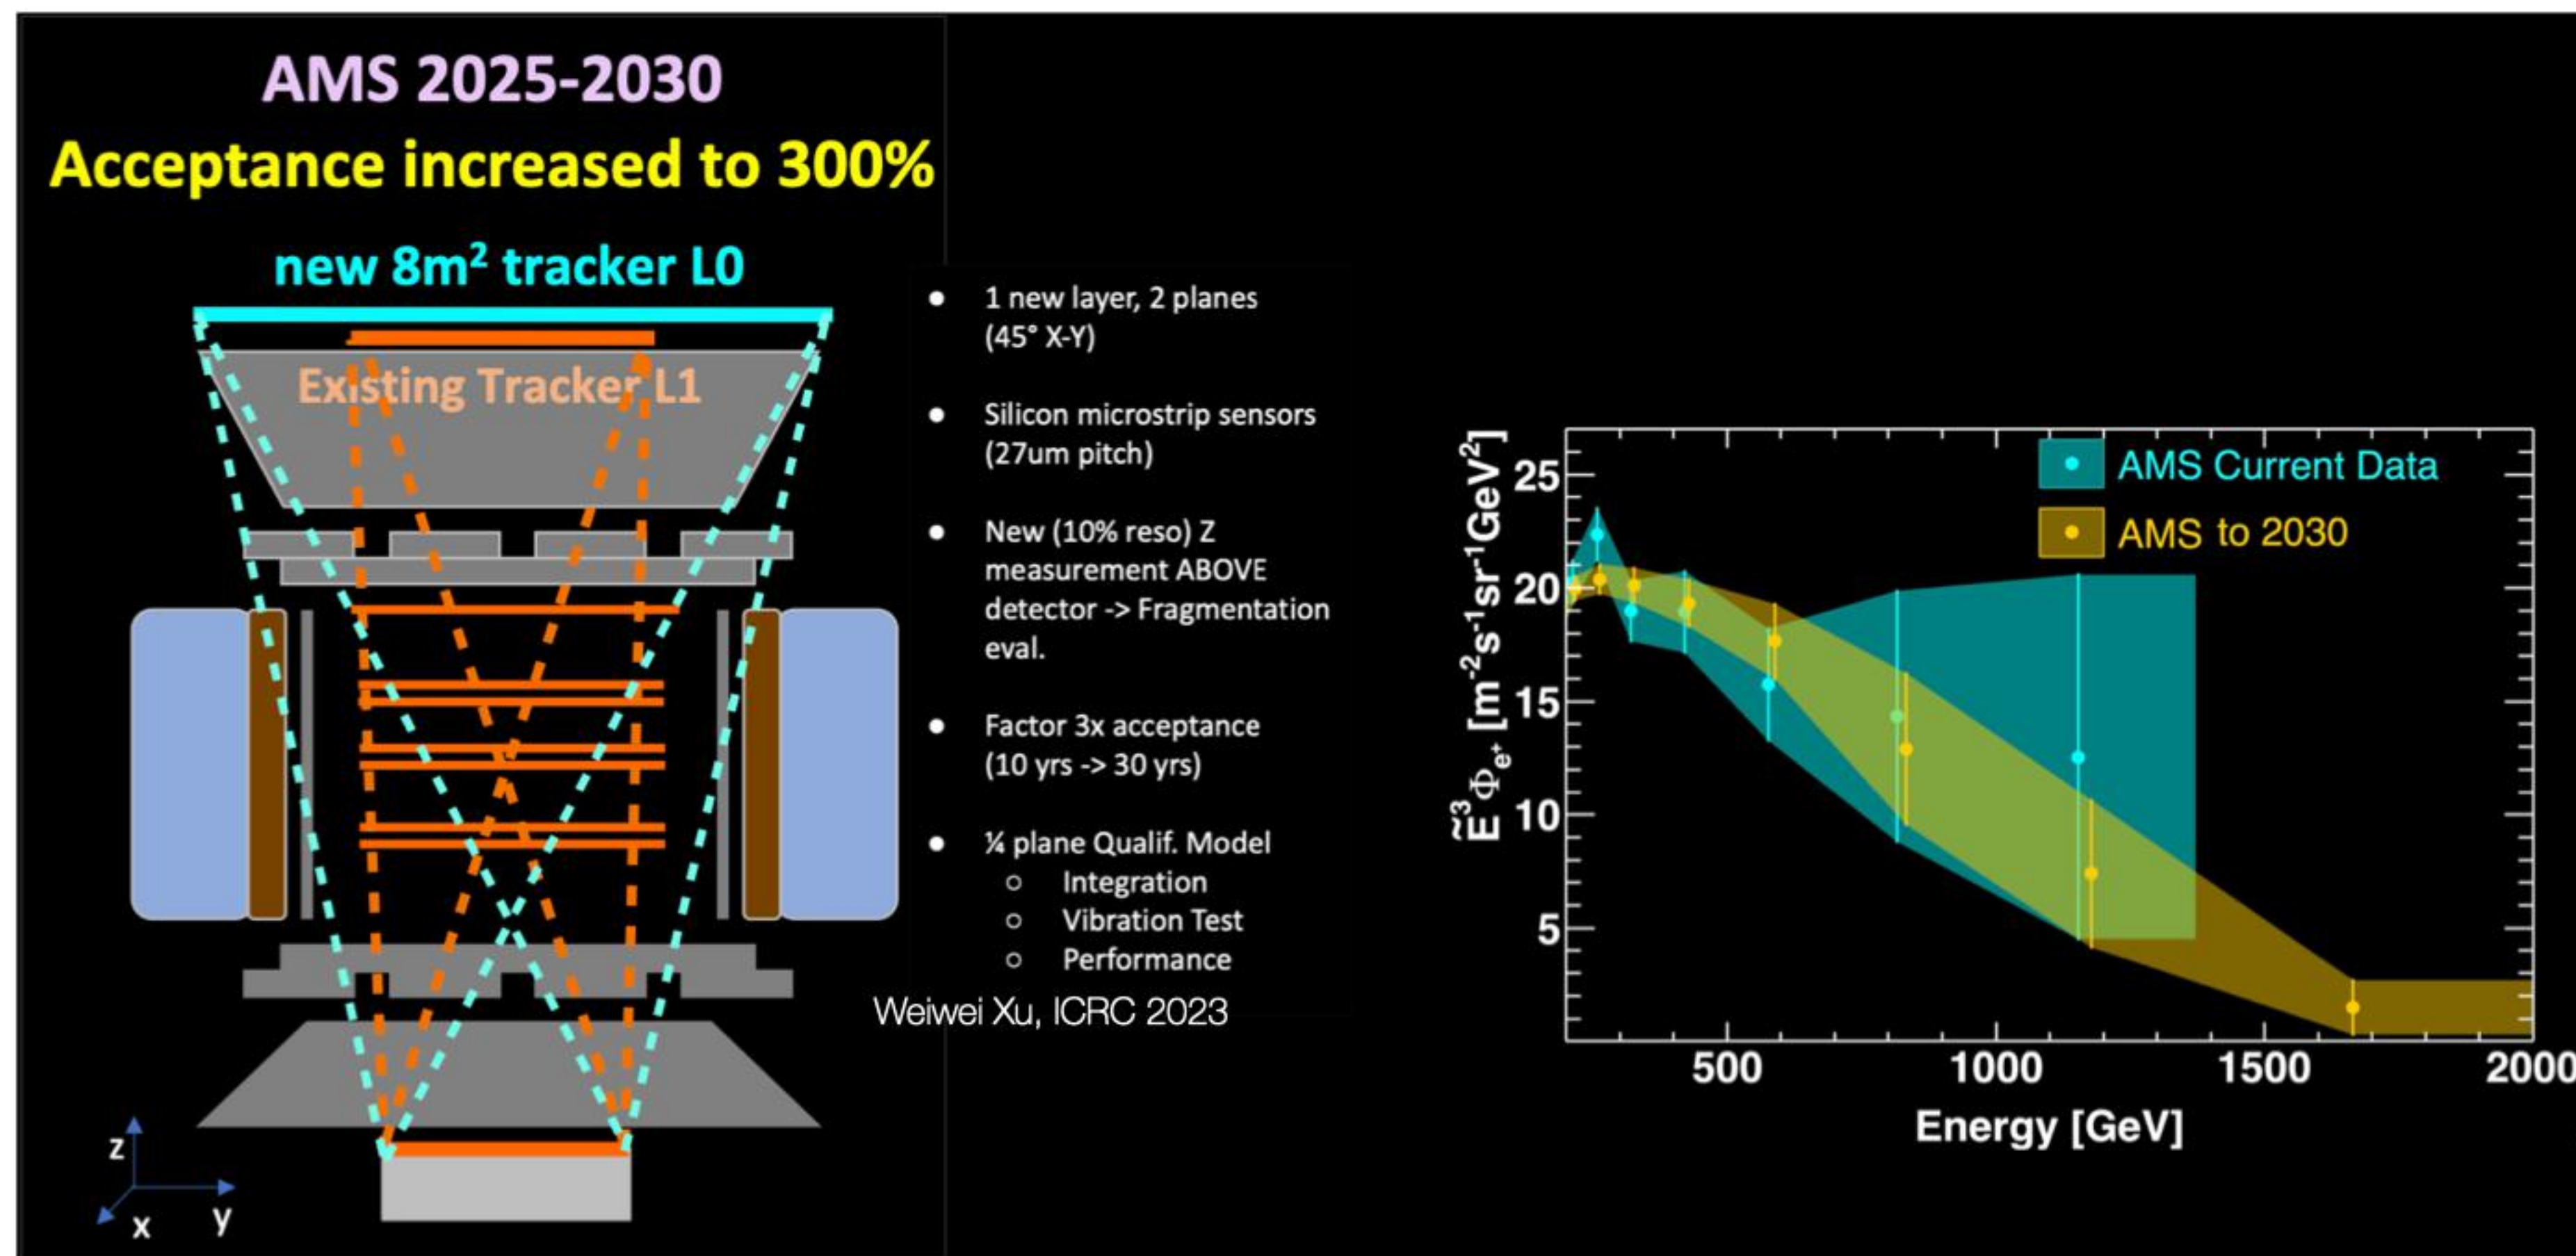 AMS 2025-2030
Acceptance increased to 300%
new 8m² tracker L0
Existing Tracker L1
z
x
y
● 1 new layer, 2 planes
(45° X-Y)
● Silicon microstrip sensors
(27um pitch)
● New (10% reso) Z
measurement ABOVE
detector -> Fragmentation
eval.
● Factor 3x acceptance
(10 yrs -> 30 yrs)
● ¼ plane Qualif. Model
○ Integration
○ Vibration Test
○ Performance
Weiwei Xu, ICRC 2023
Ẽ³ Φe⁺ [m⁻²s⁻¹sr⁻¹GeV²]
25
20
15
10
5
AMS Current Data
AMS to 2030
500
1000
1500
2000
Energy [GeV]